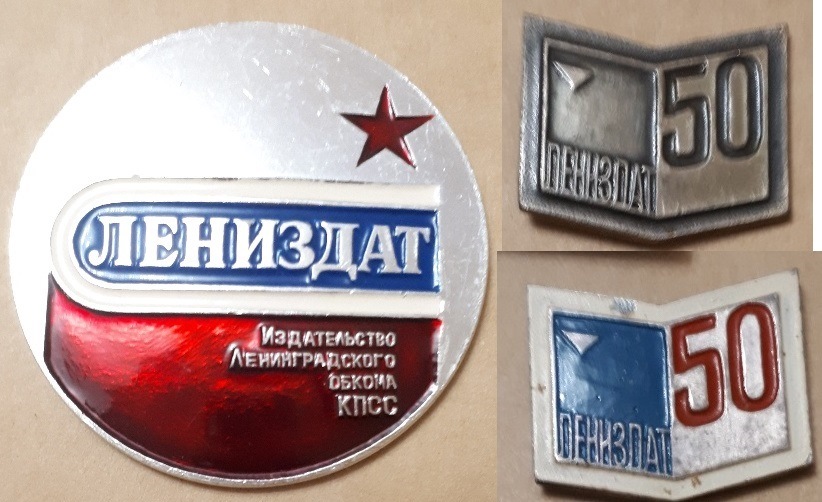 ЛЕНИЗДАТ
Издательство
Ленинградского
обкома
КПСС
50
ЛЕНИЗДАТ
50
ЛЕНИЗДАТ